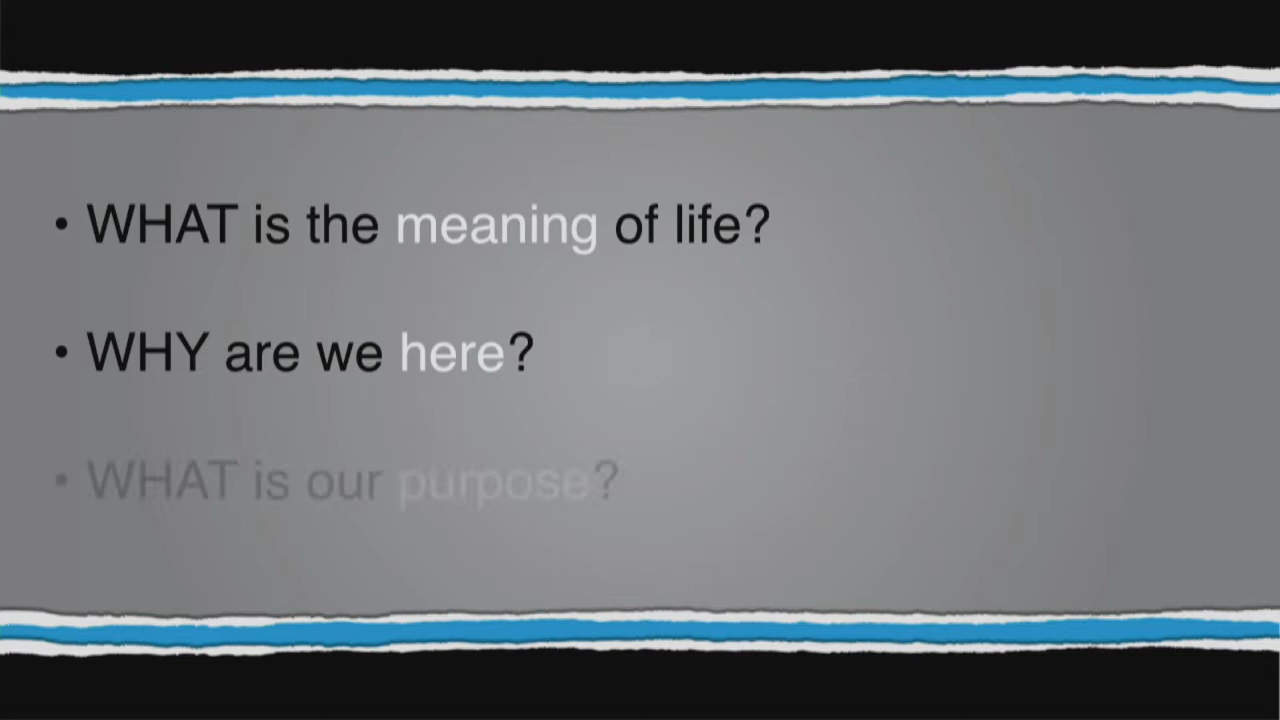 • WHAT is the meaning of life?
• WHY are we here?
• WHAT is our purpose?